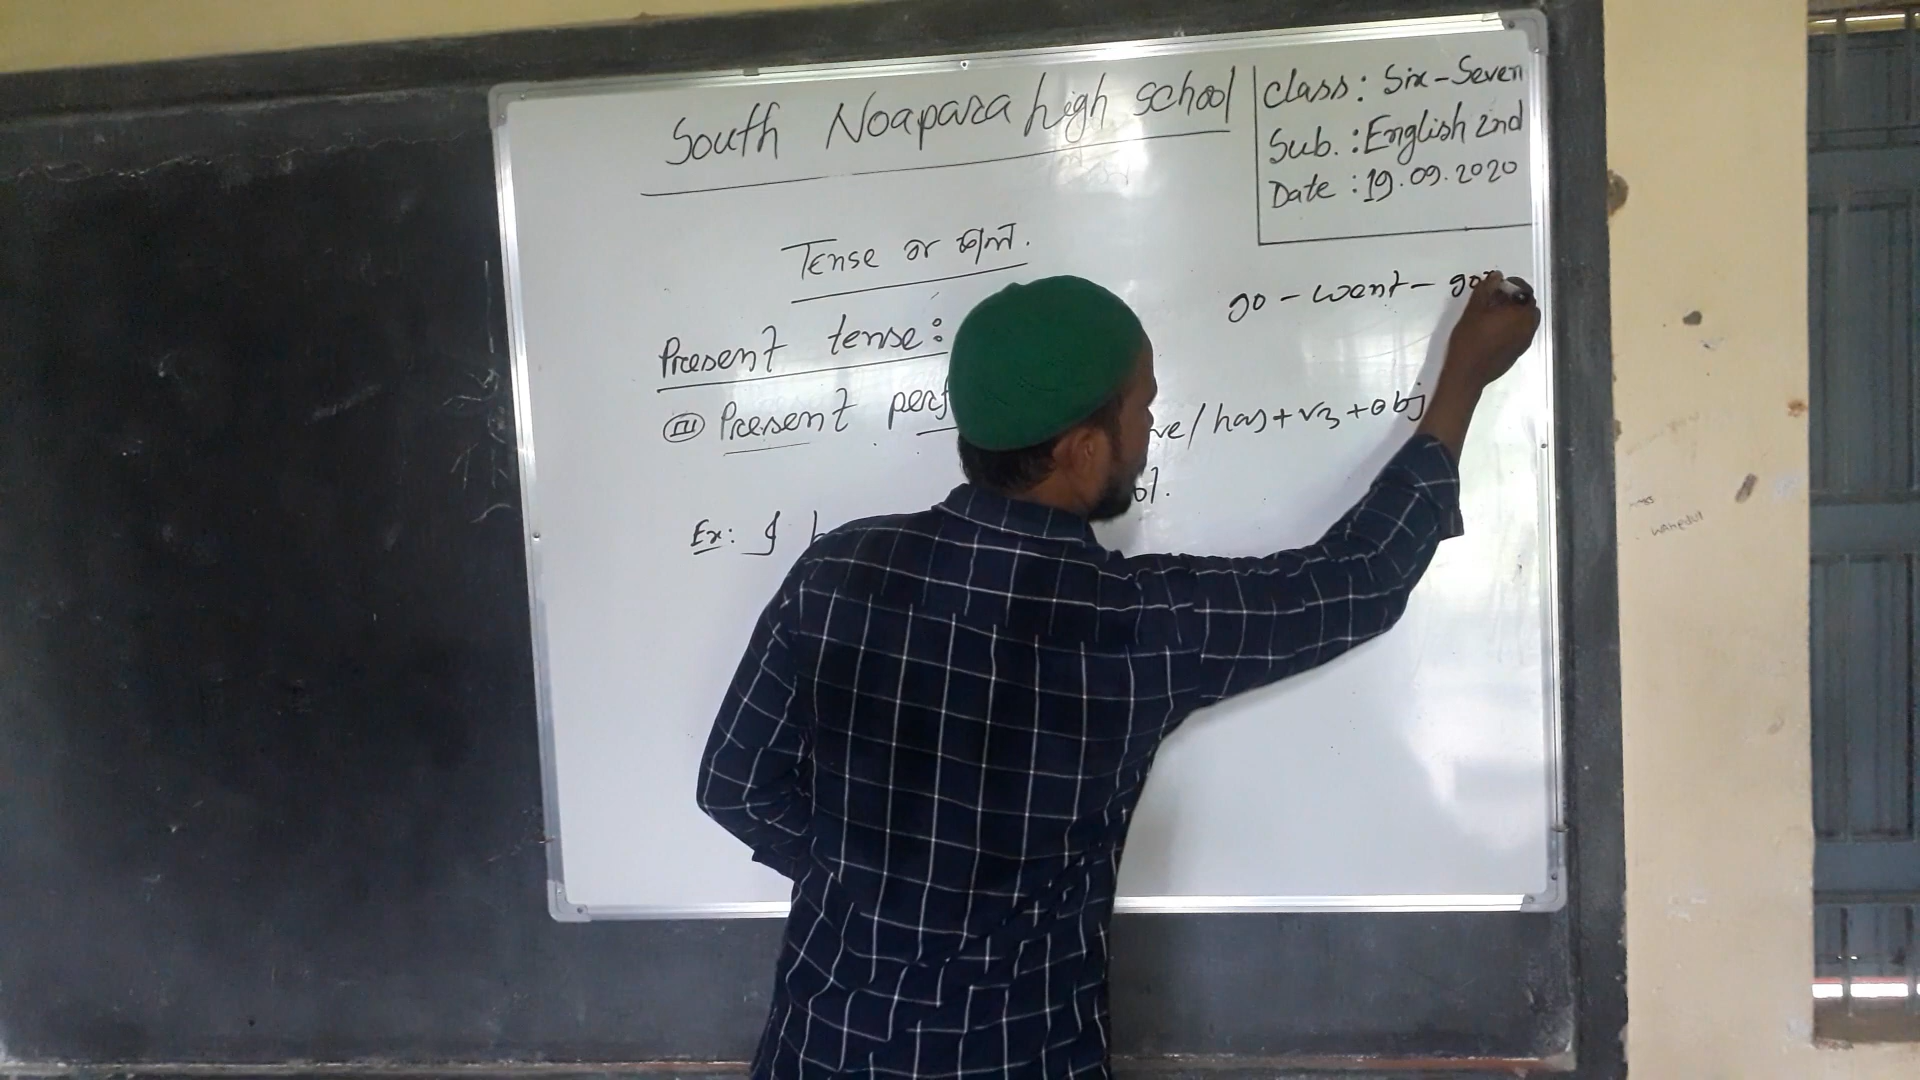 South Noapara high school
class: Six-Seven
Sub.: English 2nd
Date: 19.09.2020
Tense or কাল.
go - went - go
Present tense:
III Present perf
ve/has+v3+obj
Ex: I h
ol.